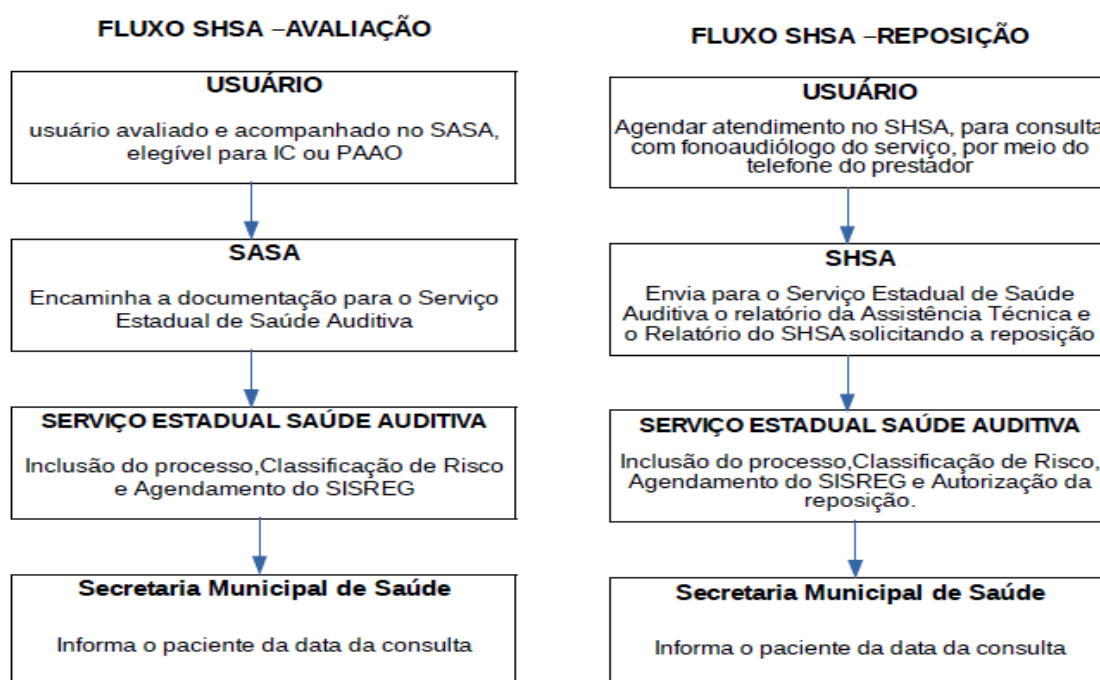 FLUXO SHSA –AVALIAÇÃO
USUÁRIO
usuário avaliado e acompanhado no SASA,
elegível para IC ou PAAO
SASA
Encaminha a documentação para o Serviço
Estadual de Saúde Auditiva
SERVIÇO ESTADUAL SAÚDE AUDITIVA
Inclusão do processo,Classificação de Risco
e Agendamento do SISREG
Secretaria Municipal de Saúde
Informa o paciente da data da consulta
FLUXO SHSA –REPOSIÇÃO
USUÁRIO
Agendar atendimento no SHSA, para consulta
com fonoaudiólogo do serviço, por meio do
telefone do prestador
SHSA
Envia para o Serviço Estadual de Saúde
Auditiva o relatório da Assistência Técnica e
o Relatório do SHSA solicitando a reposição
SERVIÇO ESTADUAL SAÚDE AUDITIVA
Inclusão do processo,Classificação de Risco,
Agendamento do SISREG e Autorização da
reposição.
Secretaria Municipal de Saúde
Informa o paciente da data da consulta